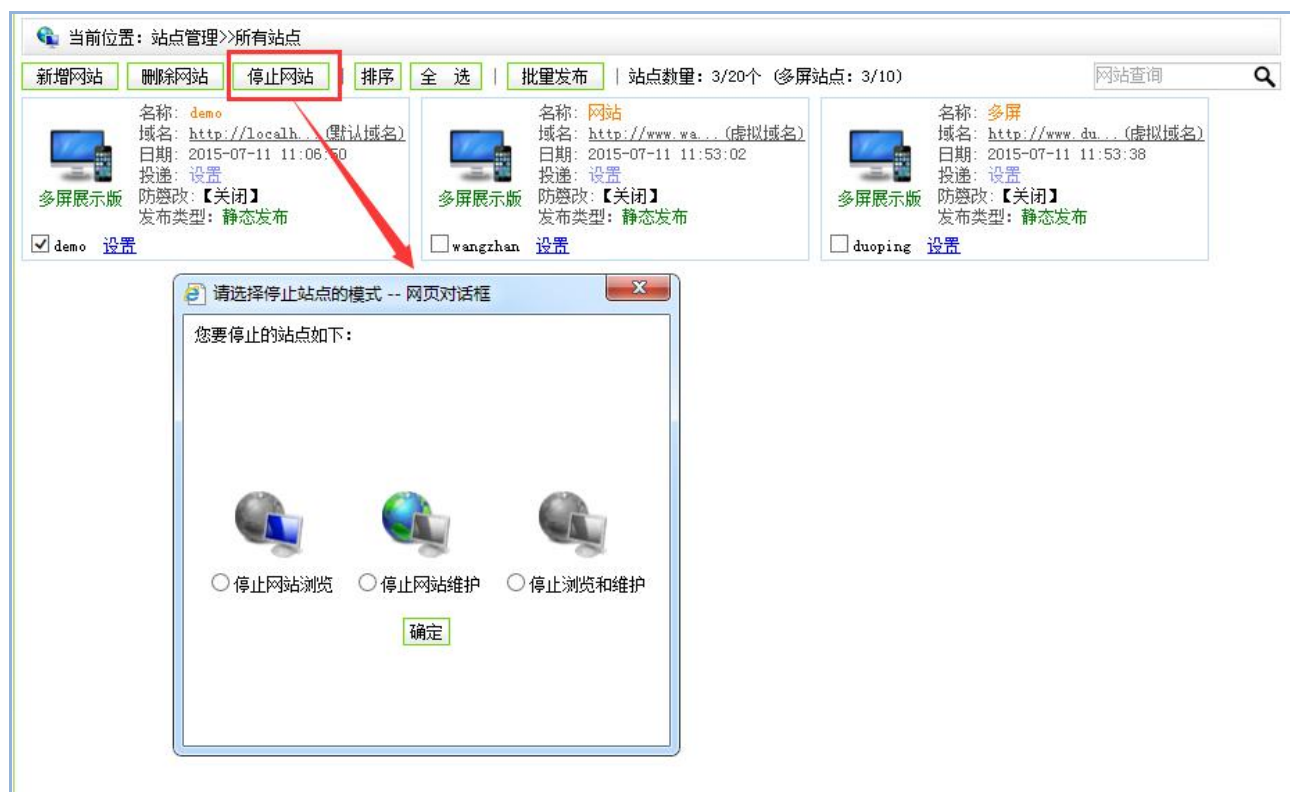 当前位置：站点管理>>所有站点
新增网站 删除网站 停止网站 | 排序 全 选 | 批量发布 | 站点数量：3/20个（多屏站点：3/10） 网站查询
名称：demo
域名：http://localh...(默认域名)
日期：2015-07-11 11:06:50
投递：设置
多屏展示版
防篡改：【关闭】
发布类型：静态发布
demo 设置
名称：网站
域名：http://www.wa...(虚拟域名)
日期：2015-07-11 11:53:02
投递：设置
多屏展示版
防篡改：【关闭】
发布类型：静态发布
wangzhan 设置
名称：多屏
域名：http://www.du...(虚拟域名)
日期：2015-07-11 11:53:38
投递：设置
多屏展示版
防篡改：【关闭】
发布类型：静态发布
duoping 设置
请选择停止站点的模式 -- 网页对话框
您要停止的站点如下：
停止网站浏览 停止网站维护 停止浏览和维护
确定